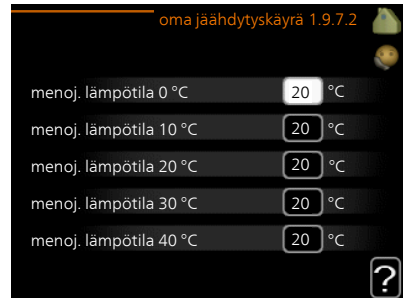 oma jäähdytyskäyrä 1.9.7.2
menoj. lämpötila 0 °C 20 °C
menoj. lämpötila 10 °C 20 °C
menoj. lämpötila 20 °C 20 °C
menoj. lämpötila 30 °C 20 °C
menoj. lämpötila 40 °C 20 °C
?